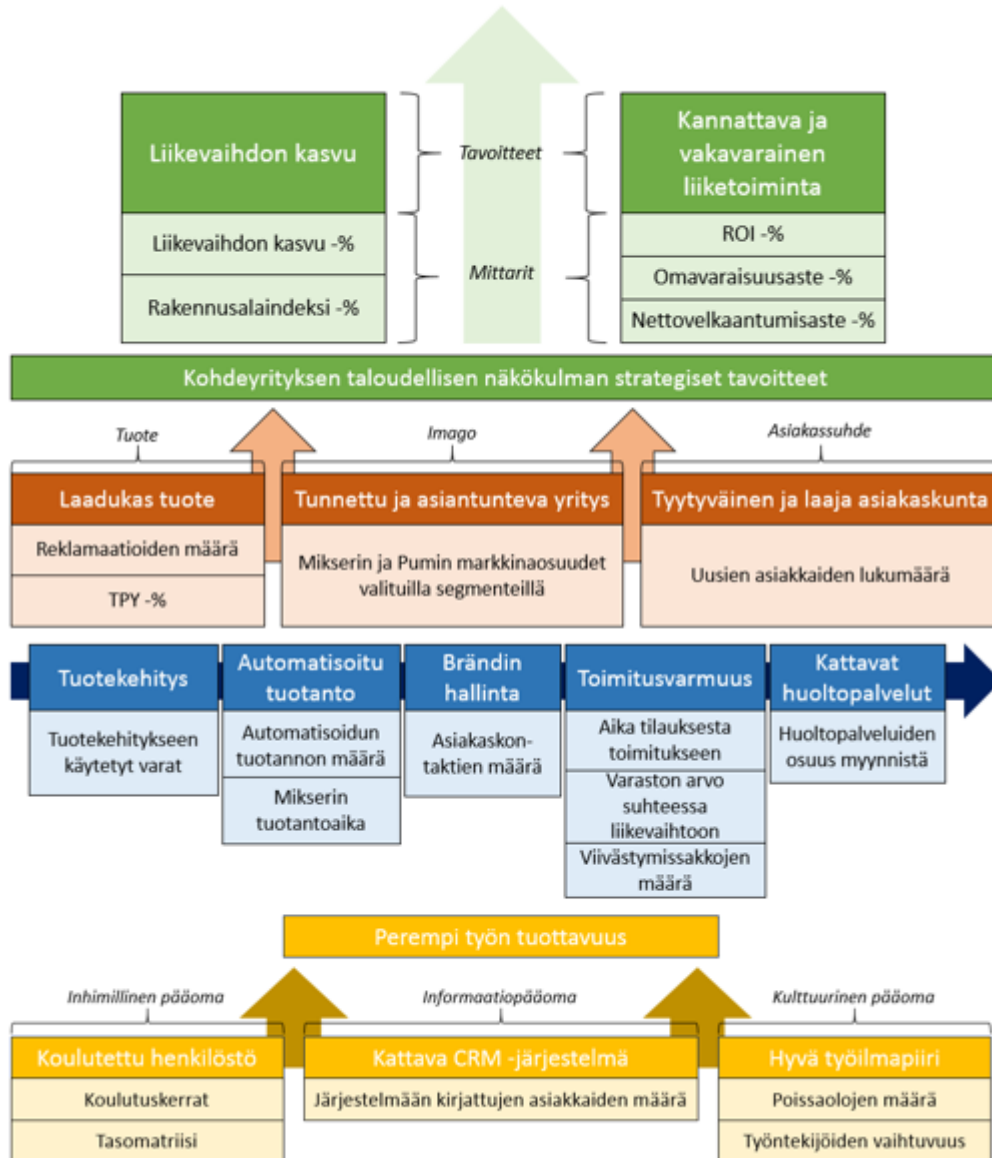 Liikevaihdon kasvu
Tavoitteet
Kannattava ja
vakavarainen
liiketoiminta
Liikevaihdon kasvu -%
Rakennusalaindeksi -%
Mittarit
ROI -%
Omavaraisuusaste -%
Nettovelkaantumisaste -%
Kohdeyrityksen taloudellisen näkökulman strategiset tavoitteet
Tuote
Imago
Asiakassuhde
Laadukas tuote
Tunnettu ja asiantunteva yritys
Tyytyväinen ja laaja asiakaskunta
Reklamaatioiden määrä
TPY -%
Mikserin ja Pumin markkinaosuudet
valituilla segmenteillä
Uusien asiakkaiden lukumäärä
Tuotekehitys
Automatisoitu
tuotanto
Brändin
hallinta
Toimitusvarmuus
Kattavat
huoltopalvelut
Tuotekehitykseen
käytetyt varat
Automatisoidun
tuotannon määrä
Mikserin
tuotantoaika
Asiakaskon-
taktien määrä
Aika tilauksesta
toimitukseen
Varaston arvo
suhteessa
liikevaihtoon
Viivästymissakkojen
määrä
Huoltopalveluiden
osuus myynnistä
Perempi työn tuottavuus
Inhimillinen pääoma
Informaatiopääoma
Kulttuurinen pääoma
Koulutettu henkilöstö
Kattava CRM -järjestelmä
Hyvä työilmapiiri
Koulutuskerrat
Tasomatriisi
Järjestelmään kirjattujen asiakkaiden määrä
Poissaolojen määrä
Työntekijöiden vaihtuvuus